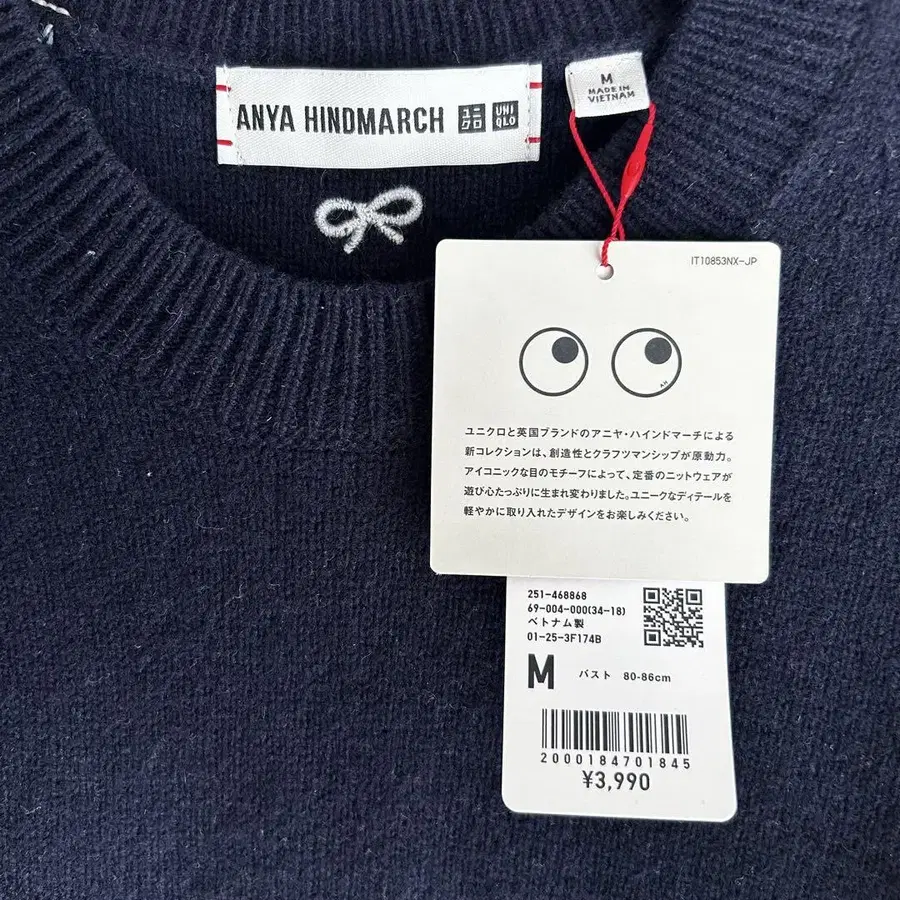 ANYA HINDMARCH ユニクロ UNIQLO
M
MADE IN
VIETNAM
IT10853NX-JP
AH
ユニクロと英国ブランドのアニヤ・ハインドマーチによる
新コレクションは、創造性とクラフツマンシップが原動力。
アイコニックな目のモチーフによって、定番のニットウェアが
遊び心たっぷりに生まれ変わりました。ユニークなディテールを
軽やかに取り入れたデザインをお楽しみください。
251-468868
69-004-000(34-18)
ベトナム製
01-25-3F174B
M バスト 80-86cm
2000184701845
¥3,990